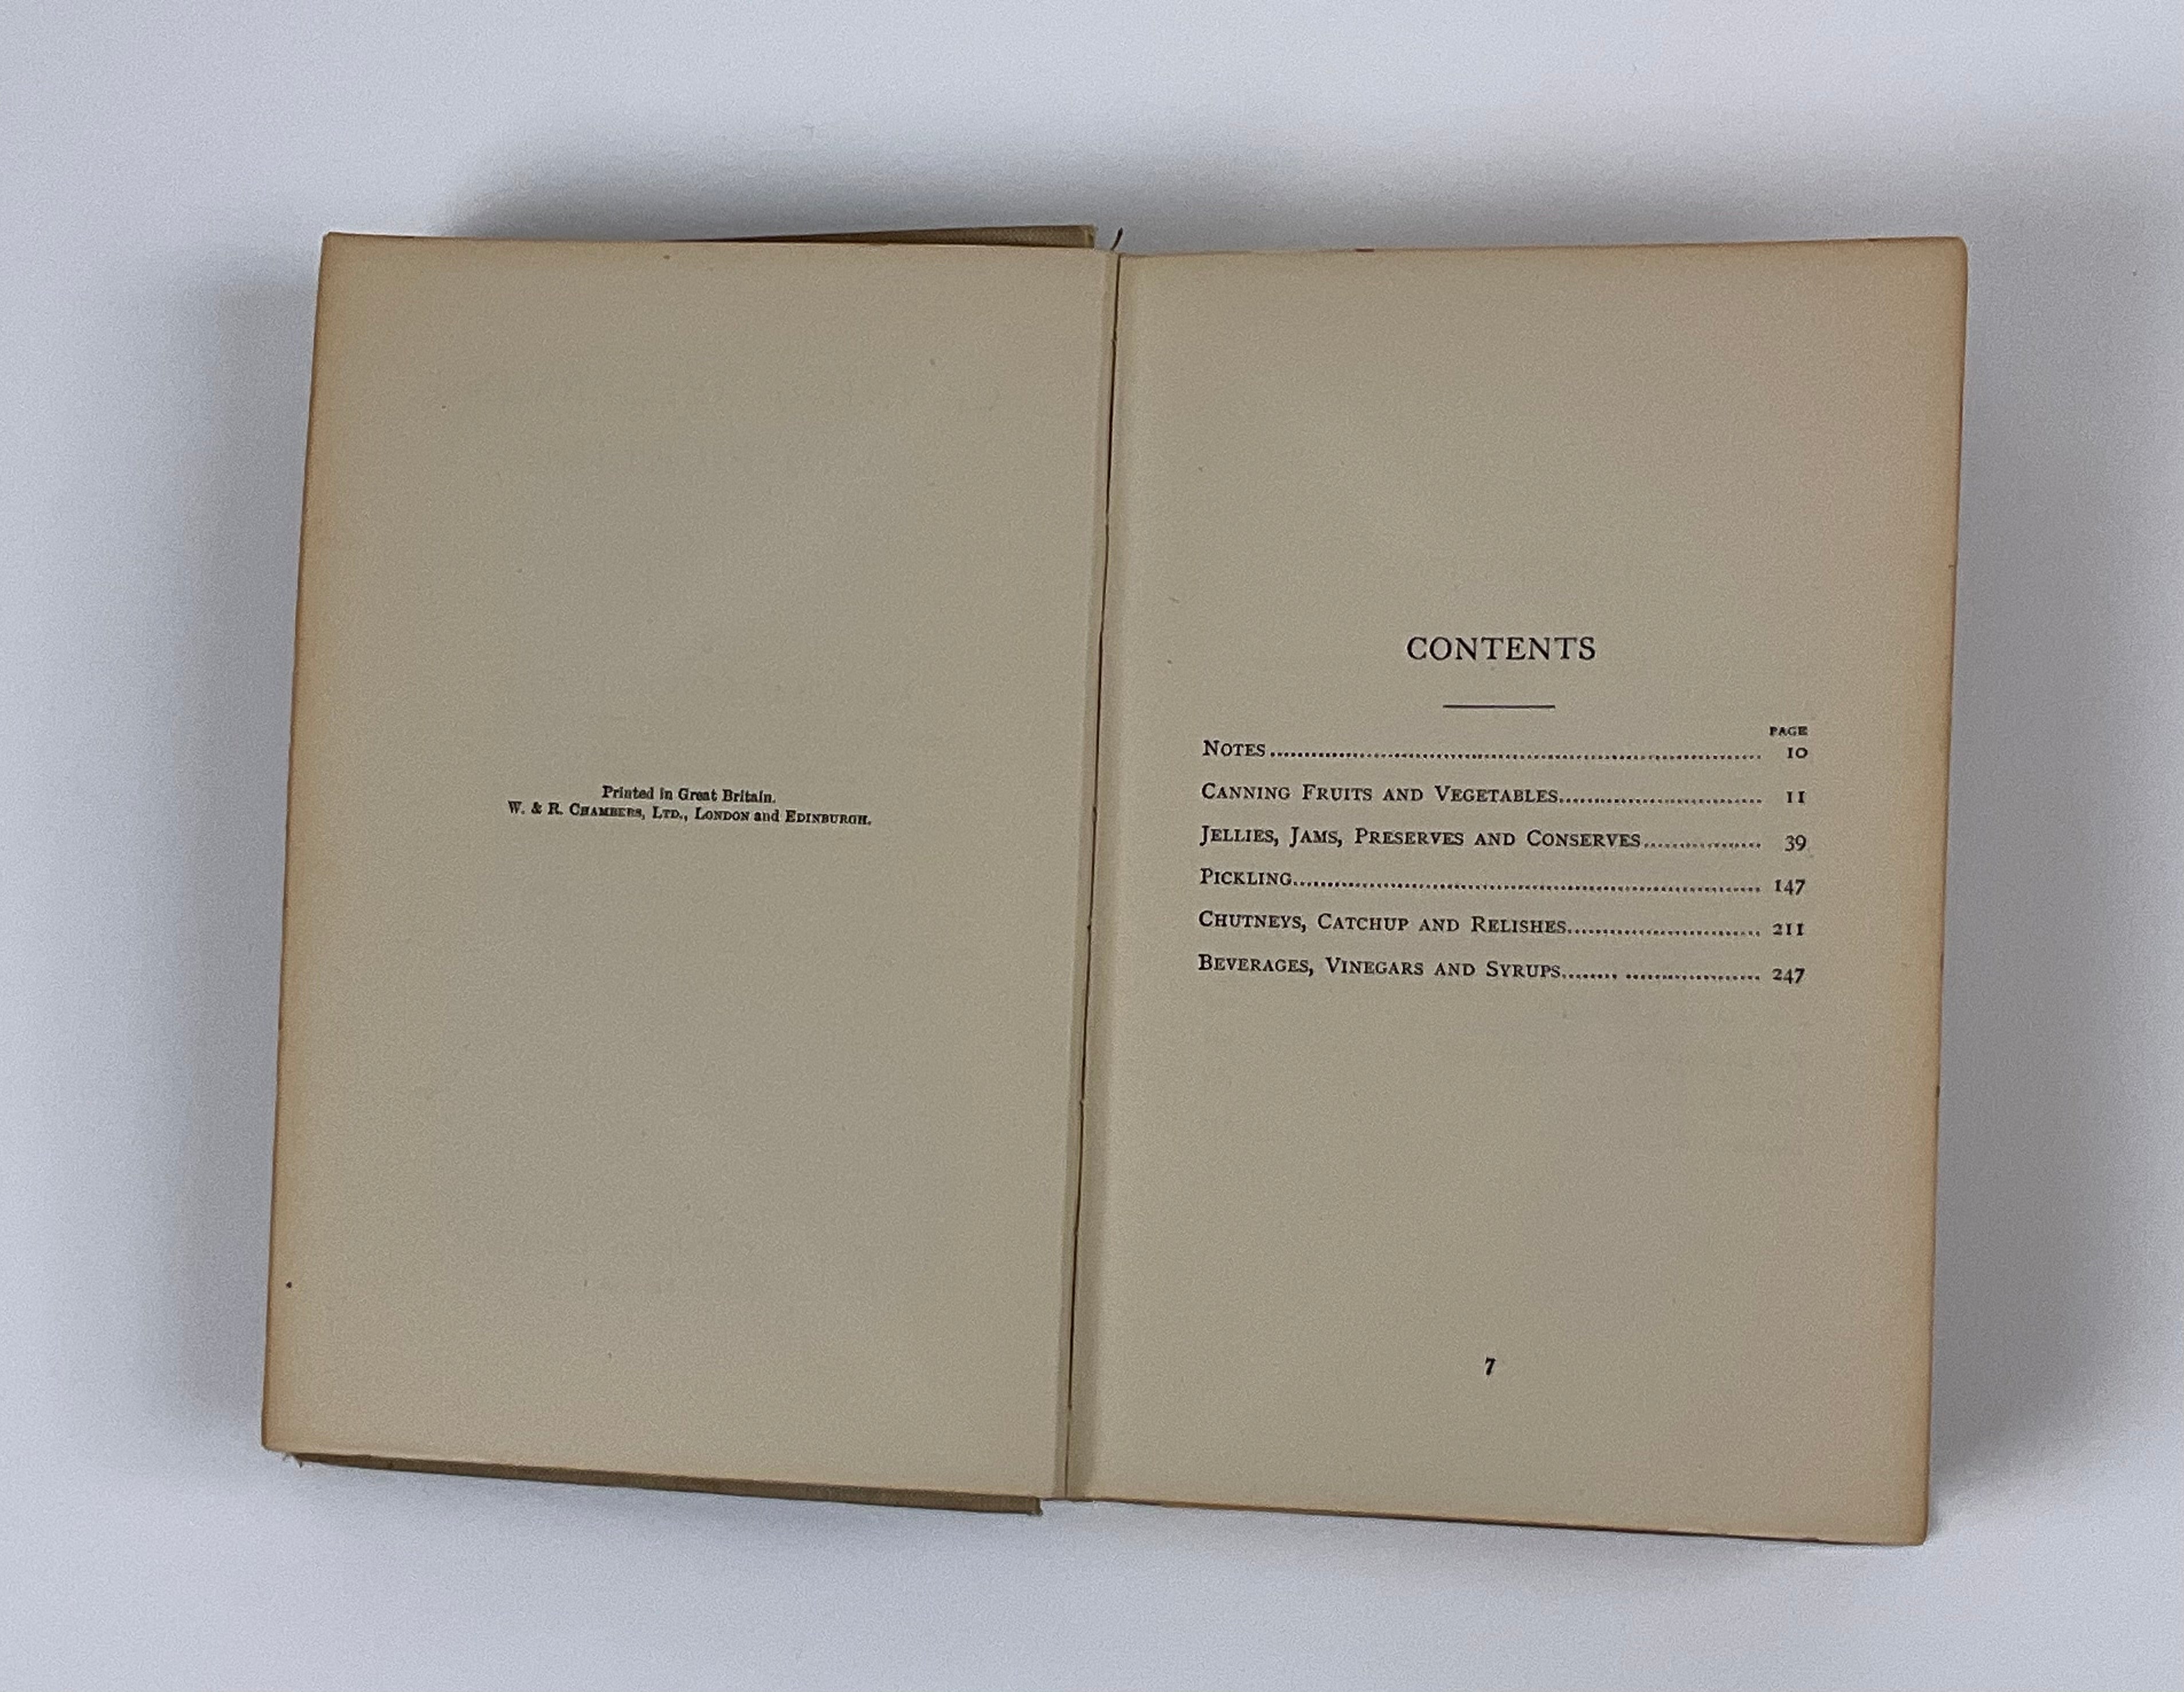 Printed in Great Britain.
W. & R. CHAMBERS, LTD., LONDON and EDINBURGH.
CONTENTS
PAGE
NOTES 10
CANNING FRUITS AND VEGETABLES 11
JELLIES, JAMS, PRESERVES AND CONSERVES 39
PICKLING 147
CHUTNEYS, CATCHUP AND RELISHES 211
BEVERAGES, VINEGARS AND SYRUPS 247
7